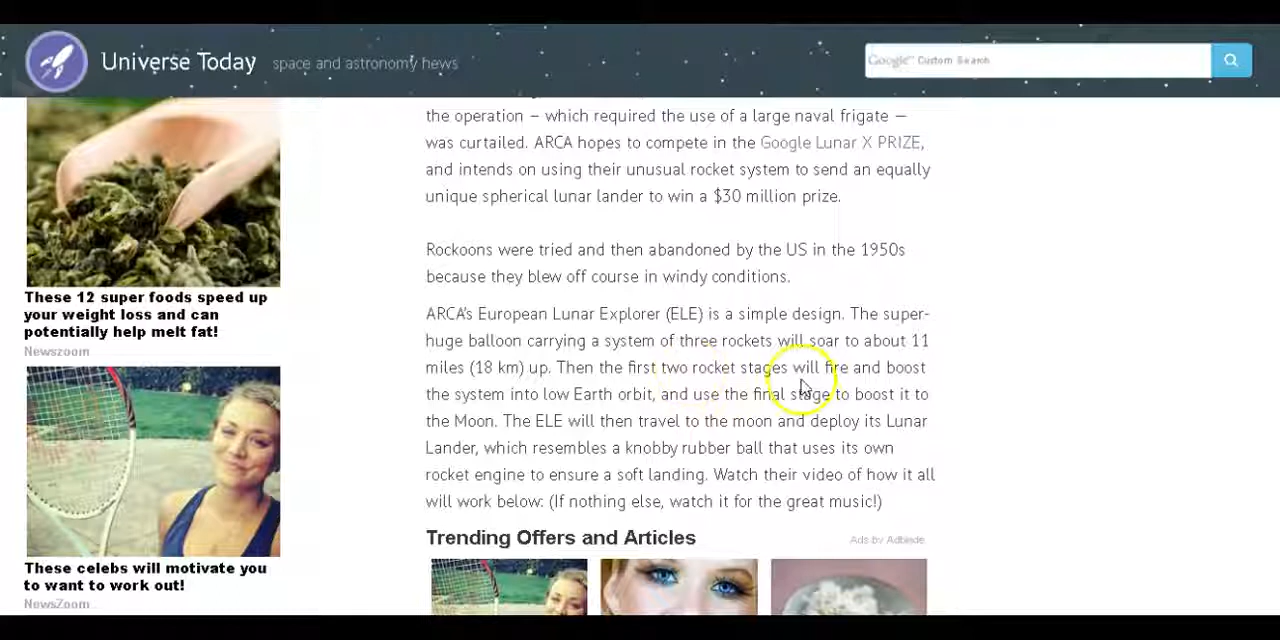 Universe Today space and astronomy news
Google™ Custom Search
the operation – which required the use of a large naval frigate –
was curtailed. ARCA hopes to compete in the Google Lunar X PRIZE,
and intends on using their unusual rocket system to send an equally
unique spherical lunar lander to win a $30 million prize.
Rockoons were tried and then abandoned by the US in the 1950s
because they blew off course in windy conditions.
ARCA's European Lunar Explorer (ELE) is a simple design. The super-
huge balloon carrying a system of three rockets will soar to about 11
miles (18 km) up. Then the first two rocket stages will fire and boost
the system into low Earth orbit, and use the final stage to boost it to
the Moon. The ELE will then travel to the moon and deploy its Lunar
Lander, which resembles a knobby rubber ball that uses its own
rocket engine to ensure a soft landing. Watch their video of how it all
will work below: (If nothing else, watch it for the great music!)
Trending Offers and Articles
Ads by Adblade
These 12 super foods speed up
your weight loss and can
potentially help melt fat!
Newszoom
These celebs will motivate you
to want to work out!
NewsZoom